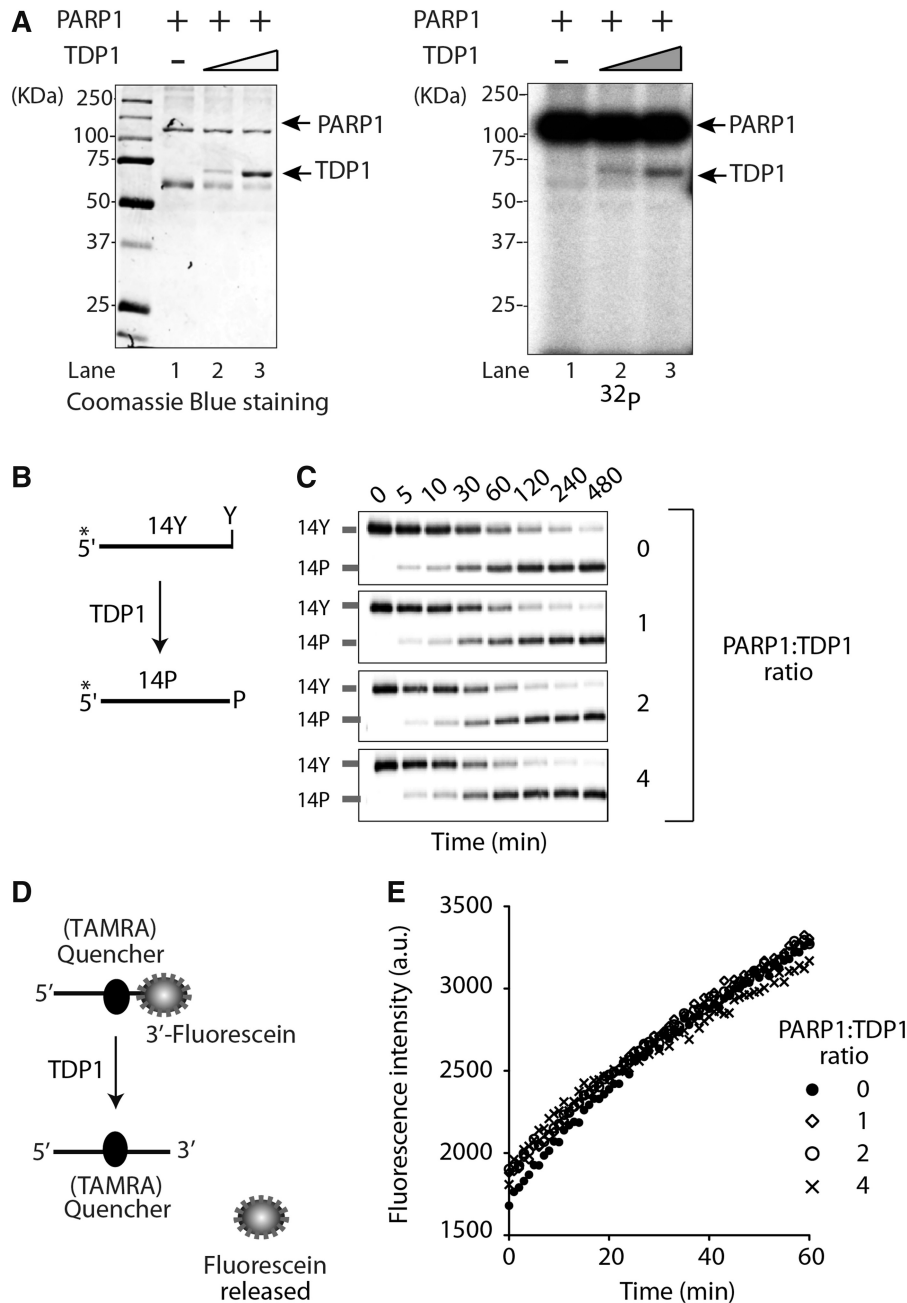 A
PARP1 + + +
TDP1 -
(KDa)
250
100
75
50
37
25
PARP1
TDP1
Lane 1 2 3
Coomassie Blue staining
PARP1 + + +
TDP1 -
(KDa)
250
100
75
50
37
25
PARP1
TDP1
Lane 1 2 3
32P
B
14Y Y
*
5'
TDP1
14P
*
5' P
C
0 5 10 30 60 120 240 480
14Y
14P
0
14Y
14P
1
14Y
14P
2
14Y
14P
4
PARP1:TDP1
ratio
Time (min)
D
(TAMRA)
Quencher
5′
3′-Fluorescein
TDP1
5′ 3′
(TAMRA)
Quencher
Fluorescein
released
E
Fluorescence intensity (a.u.)
3500
3000
2500
2000
1500
0 20 40 60
Time (min)
PARP1:TDP1
ratio
0
1
2
4